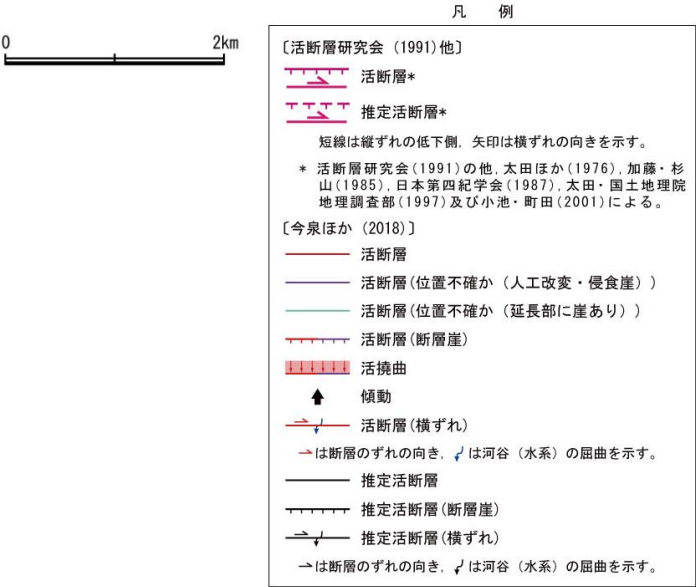 凡 例
0 2km
〔活断層研究会 (1991)他〕
活断層*
推定活断層*
短線は縦ずれの低下側, 矢印は横ずれの向きを示す。
* 活断層研究会(1991)の他, 太田ほか(1976), 加藤・杉
山(1985), 日本第四紀学会(1987), 太田・国土地理院
地理調査部(1997)及び小池・町田(2001)による。
〔今泉ほか (2018)〕
活断層
活断層(位置不確か (人工改変・侵食崖))
活断層(位置不確か (延長部に崖あり))
活断層(断層崖)
活撓曲
傾動
活断層(横ずれ)
は断層のずれの向き, は河谷 (水系) の屈曲を示す。
推定活断層
推定活断層(断層崖)
推定活断層(横ずれ)
は断層のずれの向き, は河谷 (水系) の屈曲を示す。